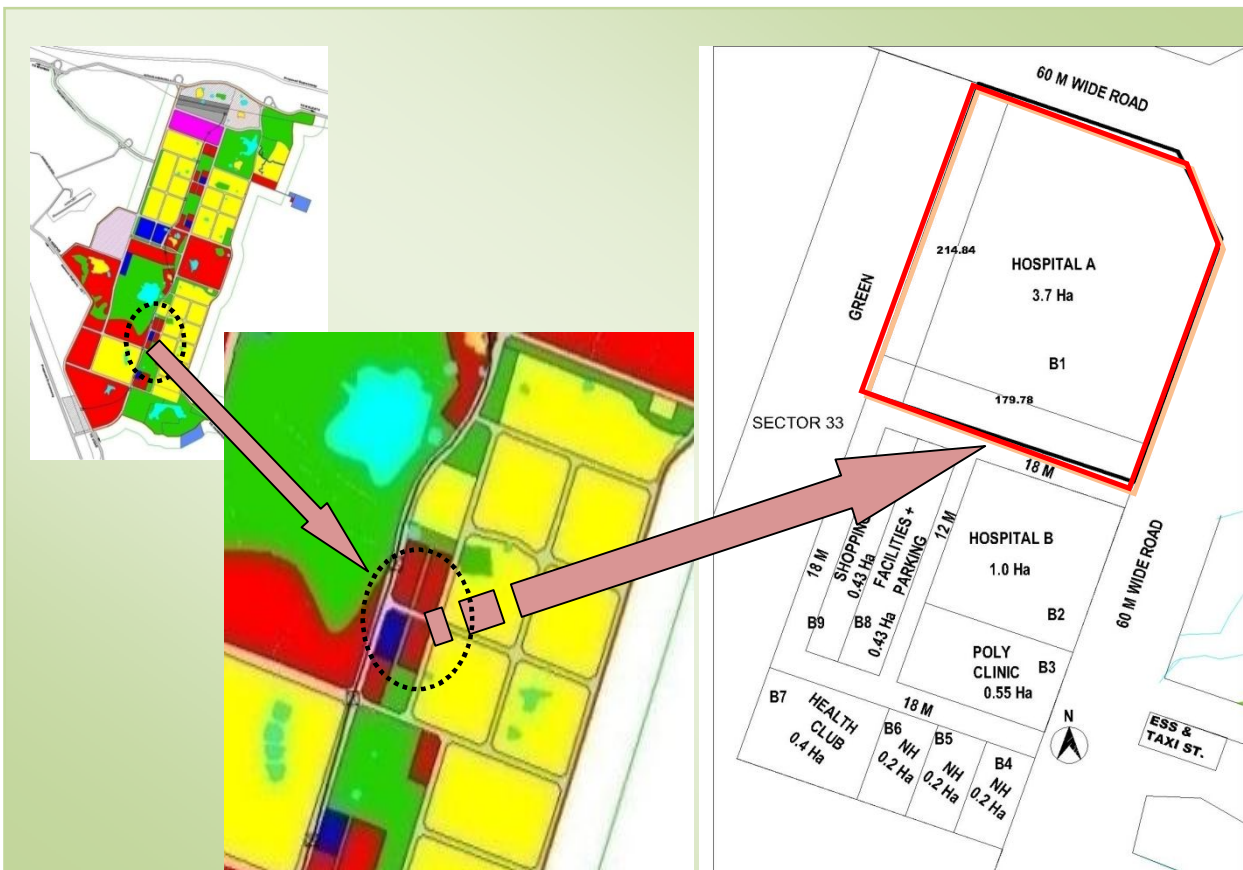 60 M WIDE ROAD
214.84
HOSPITAL A
3.7 Ha
GREEN
B1
179.78
SECTOR 33
18 M
18 M
SHOPPING
0.43 Ha
FACILITIES +
PARKING
0.43 Ha
12 M
HOSPITAL B
1.0 Ha
60 M WIDE ROAD
B9
B8
B2
POLY
CLINIC
B3
0.55 Ha
B7
HEALTH
CLUB
0.4 Ha
18 M
B6
NH
0.2 Ha
B5
NH
0.2 Ha
B4
NH
0.2 Ha
N
ESS &
TAXI ST.